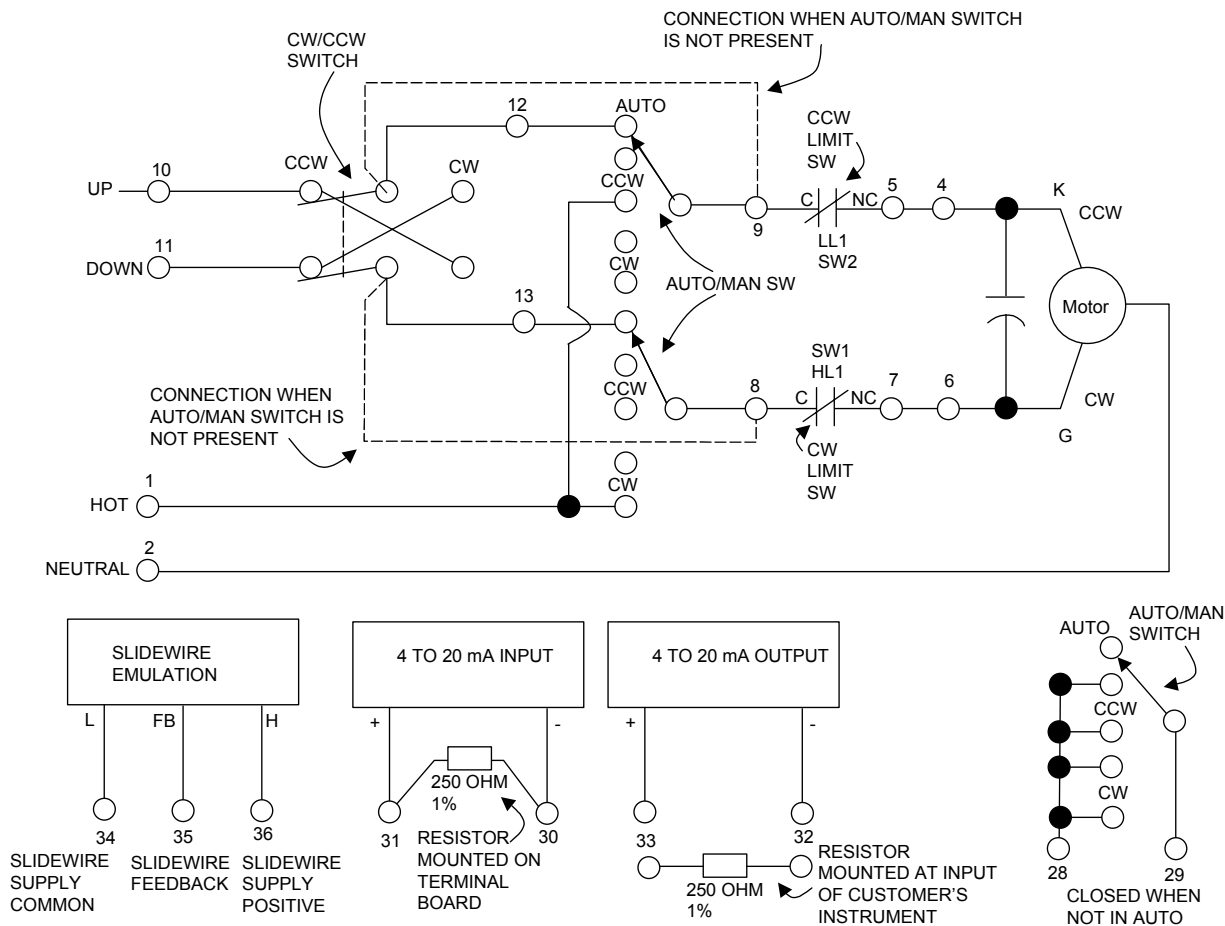 CONNECTION WHEN AUTO/MAN SWITCH
IS NOT PRESENT
CW/CCW
SWITCH
12
AUTO
CCW
LIMIT
SW
UP
10
CCW
CW
CCW
C
NC
5
4
K
CCW
9
LL1
SW2
DOWN
11
CW
AUTO/MAN SW
Motor
13
CONNECTION WHEN
AUTO/MAN SWITCH IS
NOT PRESENT
CCW
8
SW1
HL1
C
NC
7
6
CW
G
CW
LIMIT
SW
CW
1
HOT
2
NEUTRAL
SLIDEWIRE
EMULATION
L
FB
H
34
35
36
SLIDEWIRE
SUPPLY
COMMON
SLIDEWIRE
FEEDBACK
SLIDEWIRE
SUPPLY
POSITIVE
4 TO 20 mA INPUT
+
-
250 OHM
1%
31
30
RESISTOR
MOUNTED ON
TERMINAL
BOARD
4 TO 20 mA OUTPUT
+
-
33
32
250 OHM
1%
RESISTOR
MOUNTED AT INPUT
OF CUSTOMER'S
INSTRUMENT
AUTO
AUTO/MAN
SWITCH
CCW
CW
28
29
CLOSED WHEN
NOT IN AUTO